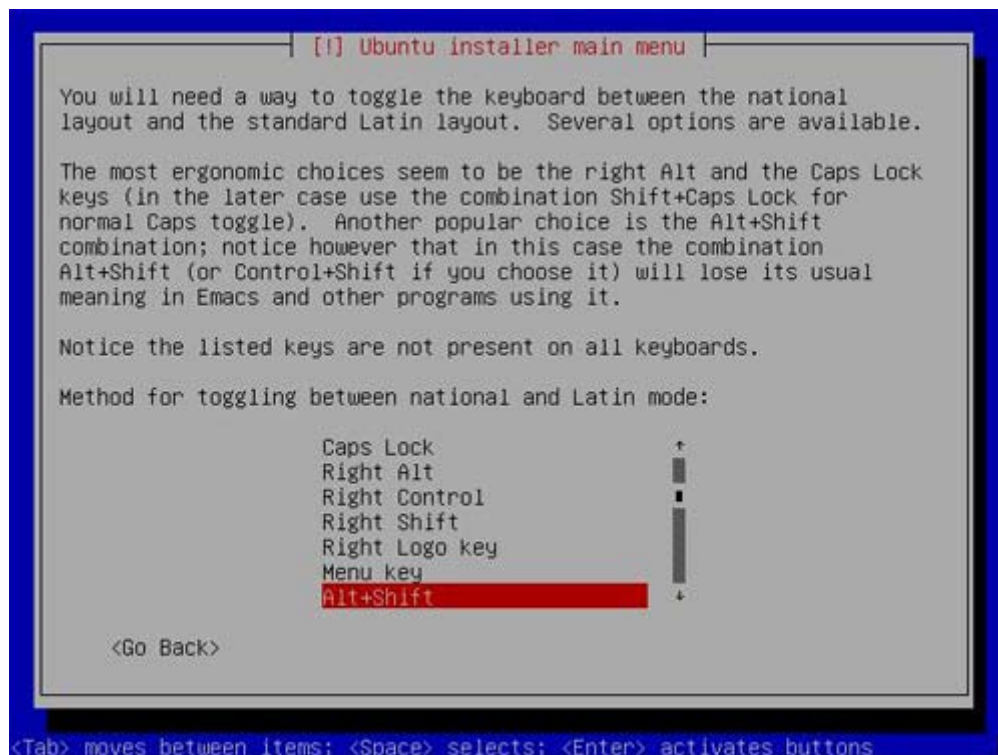 [!] Ubuntu installer main menu
You will need a way to toggle the keyboard between the national
layout and the standard Latin layout.  Several options are available.
The most ergonomic choices seem to be the right Alt and the Caps Lock
keys (in the later case use the combination Shift+Caps Lock for
normal Caps toggle).  Another popular choice is the Alt+Shift
combination; notice however that in this case the combination
Alt+Shift (or Control+Shift if you choose it) will lose its usual
meaning in Emacs and other programs using it.
Notice the listed keys are not present on all keyboards.
Method for toggling between national and Latin mode:
Caps Lock
Right Alt
Right Control
Right Shift
Right Logo key
Menu key
Alt+Shift
<Go Back>
<Tab> moves between items; <Space> selects; <Enter> activates buttons